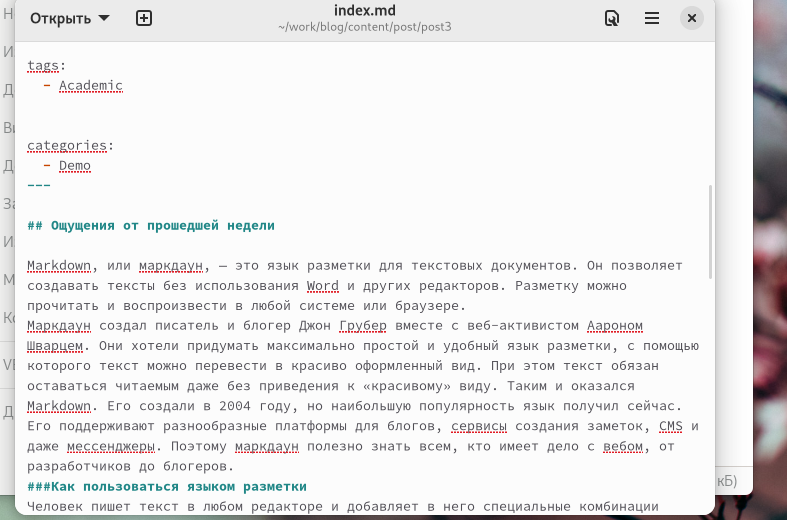 Открыть
index.md
~/work/blog/content/post/post3
tags:
- Academic
categories:
- Demo
---
## Ощущения от прошедшей недели
Markdown, или маркдаун, — это язык разметки для текстовых документов. Он позволяет
создавать тексты без использования Word и других редакторов. Разметку можно
прочитать и воспроизвести в любой системе или браузере.
Маркдаун создал писатель и блогер Джон Грубер вместе с веб-активистом Аароном
Шварцем. Они хотели придумать максимально простой и удобный язык разметки, с помощью
которого текст можно перевести в красиво оформленный вид. При этом текст обязан
оставаться читаемым даже без приведения к «красивому» виду. Таким и оказался
Markdown. Его создали в 2004 году, но наибольшую популярность язык получил сейчас.
Его поддерживают разнообразные платформы для блогов, сервисы создания заметок, CMS и
даже мессенджеры. Поэтому маркдаун полезно знать всем, кто имеет дело с вебом, от
разработчиков до блогеров.
###Как пользоваться языком разметки
Человек пишет текст в любом редакторе и добавляет в него специальные комбинации
кБ)